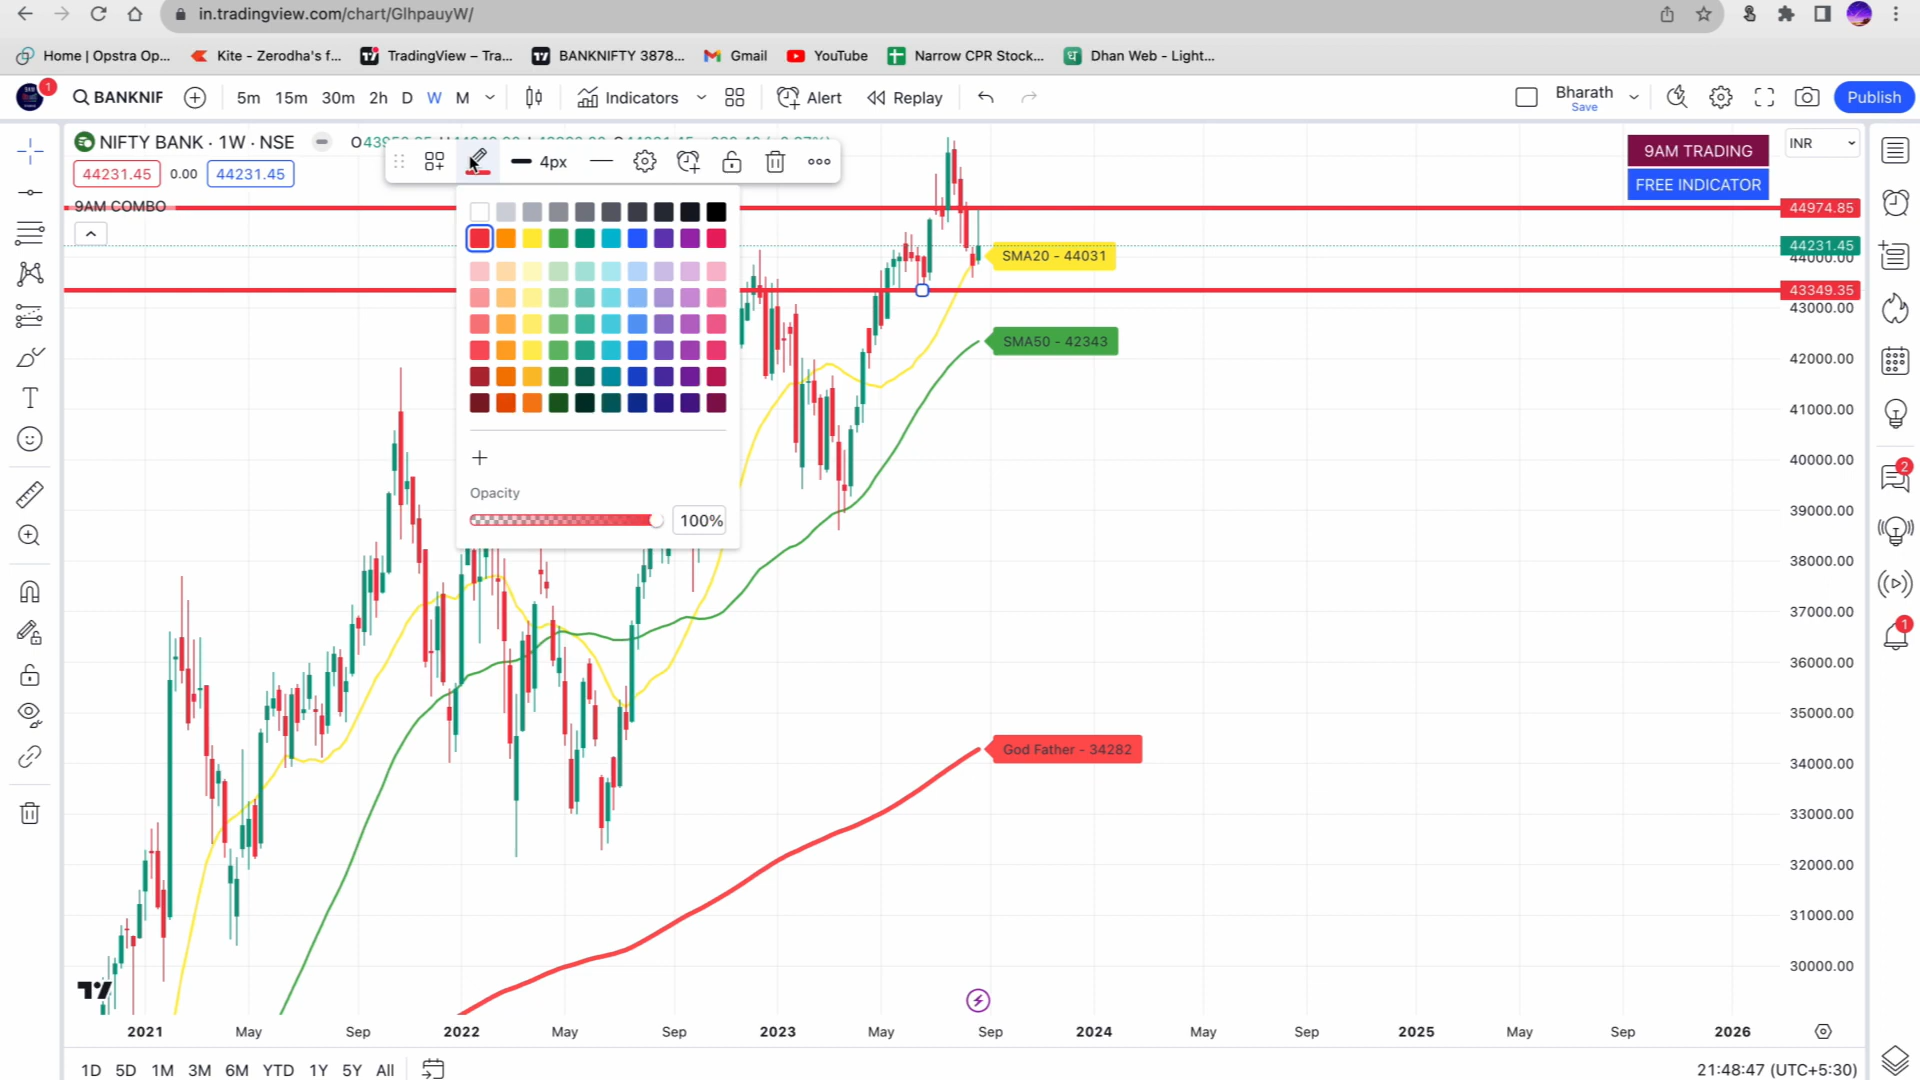 in.tradingview.com/chart/GlhpauyW/
Home | Opstra Op...
Kite - Zerodha's f...
TradingView – Tra...
BANKNIFTY 3878...
Gmail
YouTube
Narrow CPR Stock...
Dhan Web - Light...
1
BANKNIF
5m 15m 30m 2h D W M
Indicators
Alert
Replay
Bharath
Save
Publish
NIFTY BANK · 1W · NSE
44231.45 0.00 44231.45
4px
9AM COMBO
Opacity
100%
9AM TRADING
FREE INDICATOR
INR
SMA20 - 44031
SMA50 - 42343
God Father - 34282
44974.85
44231.45
44000.00
43349.35
43000.00
42000.00
41000.00
40000.00
39000.00
38000.00
37000.00
36000.00
35000.00
34000.00
33000.00
32000.00
31000.00
30000.00
2
1
2021 May Sep 2022 May Sep 2023 May Sep 2024 May Sep 2025 May Sep 2026
1D 5D 1M 3M 6M YTD 1Y 5Y All
21:48:47 (UTC+5:30)